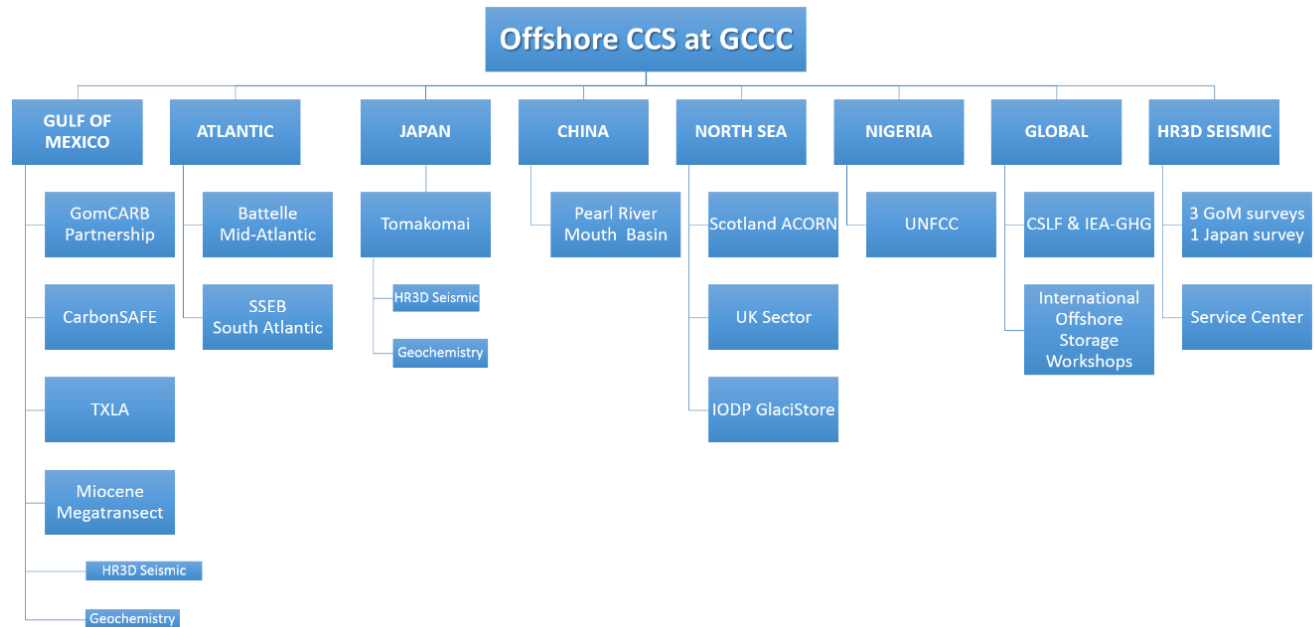 Offshore CCS at GCCC
GULF OF
MEXICO
ATLANTIC
JAPAN
CHINA
NORTH SEA
NIGERIA
GLOBAL
HR3D SEISMIC
GomCARB
Partnership
CarbonSAFE
TXLA
Miocene
Megatransect
HR3D Seismic
Geochemistry
Battelle
Mid-Atlantic
SSEB
South Atlantic
Tomakomai
HR3D Seismic
Geochemistry
Pearl River
Mouth Basin
Scotland ACORN
UK Sector
IODP GlaciStore
UNFCC
CSLF & IEA-GHG
International
Offshore
Storage
Workshops
3 GoM surveys
1 Japan survey
Service Center